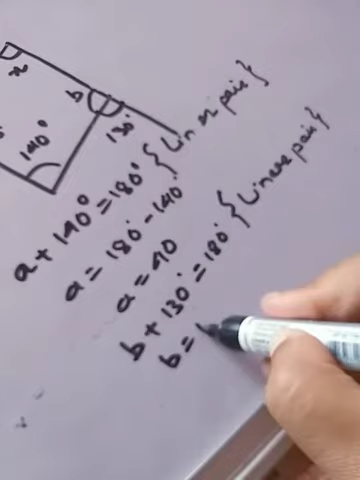 x
b
130°
140°
a + 140° = 180° {Linear pair}
a = 180° - 140°
a = 40
b + 130° = 180° {Linear pair}
b =